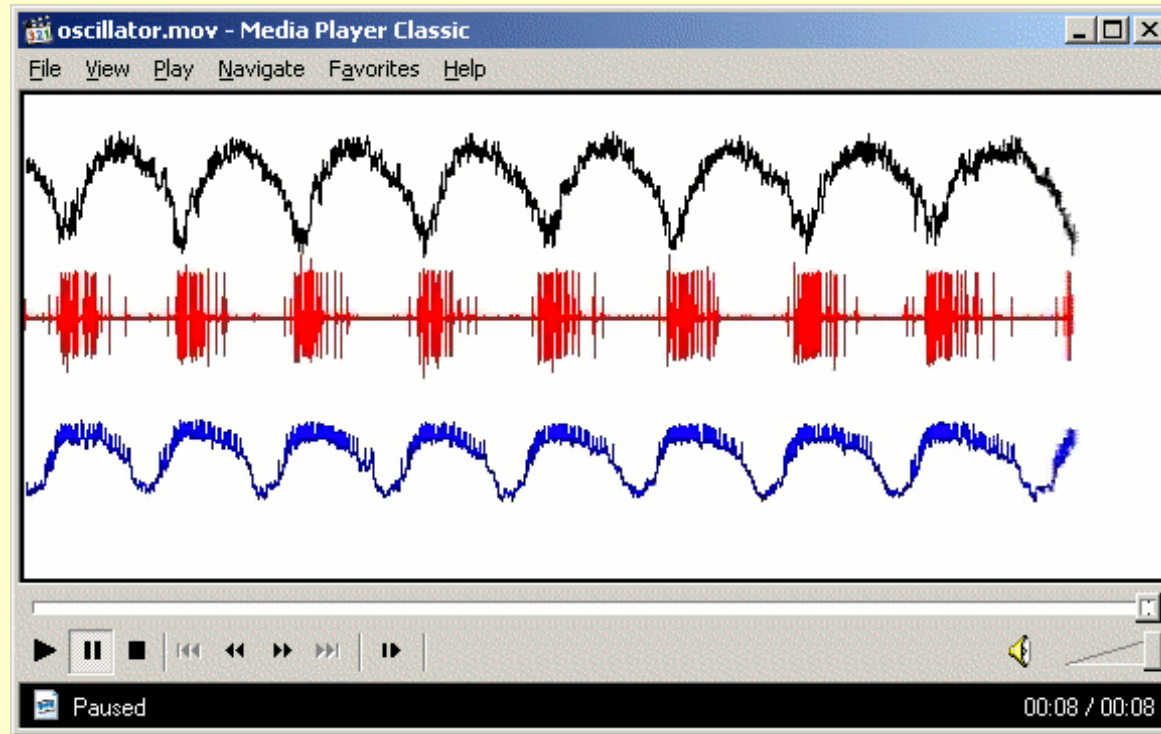 oscillator.mov - Media Player Classic
File View Play Navigate Favorites Help
Paused 00:08 / 00:08